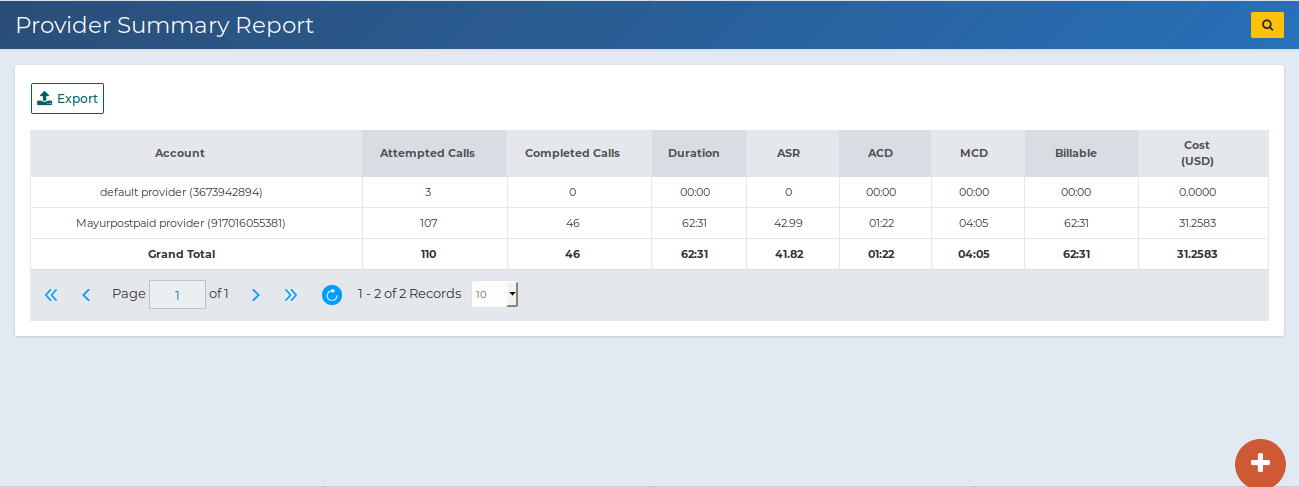 Provider Summary Report
Export
Account Attempted Calls Completed Calls Duration ASR ACD MCD Billable Cost
(USD)
default provider (3673942894) 3 0 00:00 0 00:00 00:00 00:00 0.0000
Mayurpostpaid provider (917016055381) 107 46 62:31 42.99 01:22 04:05 62:31 31.2583
Grand Total 110 46 62:31 41.82 01:22 04:05 62:31 31.2583
Page 1 of 1 1 - 2 of 2 Records 10